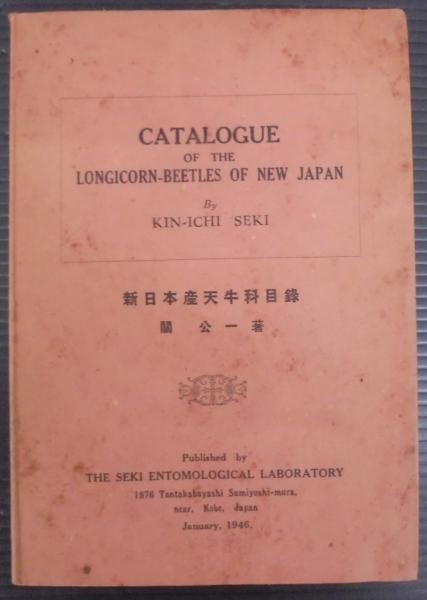 CATALOGUE
OF THE
LONGICORN-BEETLES OF NEW JAPAN
By
KIN-ICHI SEKI
新日本産天牛科目錄
關 公一 著
Published by
THE SEKI ENTOMOLOGICAL LABORATORY
1876 Tantakabayashi Sumiyoshi-mura,
near, Kobe, Japan
January, 1946.